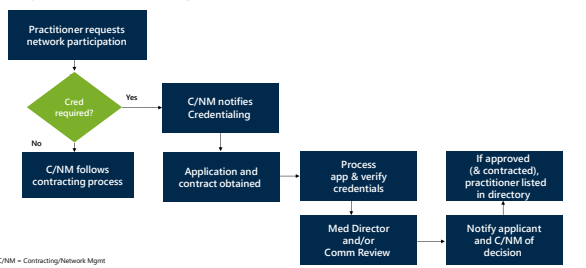 Practitioner requests
network participation
Cred
required?
Yes
No
C/NM notifies
Credentialing
C/NM follows
contracting process
Application and
contract obtained
Process
app & verify
credentials
Med Director
and/or
Comm Review
Notify applicant
and C/NM of
decision
If approved
(& contracted),
practitioner listed
in directory
C/NM = Contracting/Network Mgmt